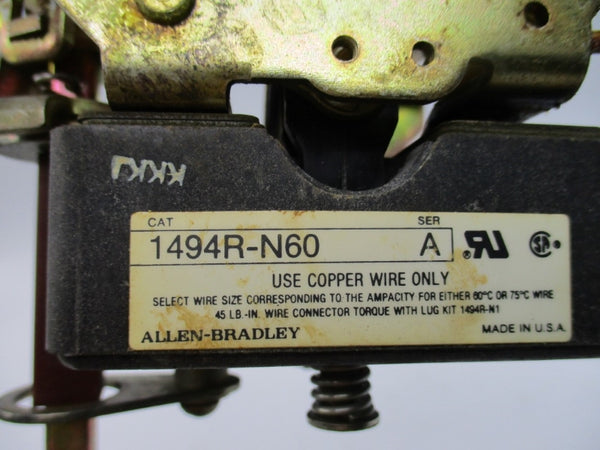 CAT SER
1494R-N60 A
USE COPPER WIRE ONLY
SELECT WIRE SIZE CORRESPONDING TO THE AMPACITY FOR EITHER 60°C OR 75°C WIRE
45 LB.-IN. WIRE CONNECTOR TORQUE WITH LUG KIT 1494R-N1
ALLEN-BRADLEY MADE IN U.S.A.